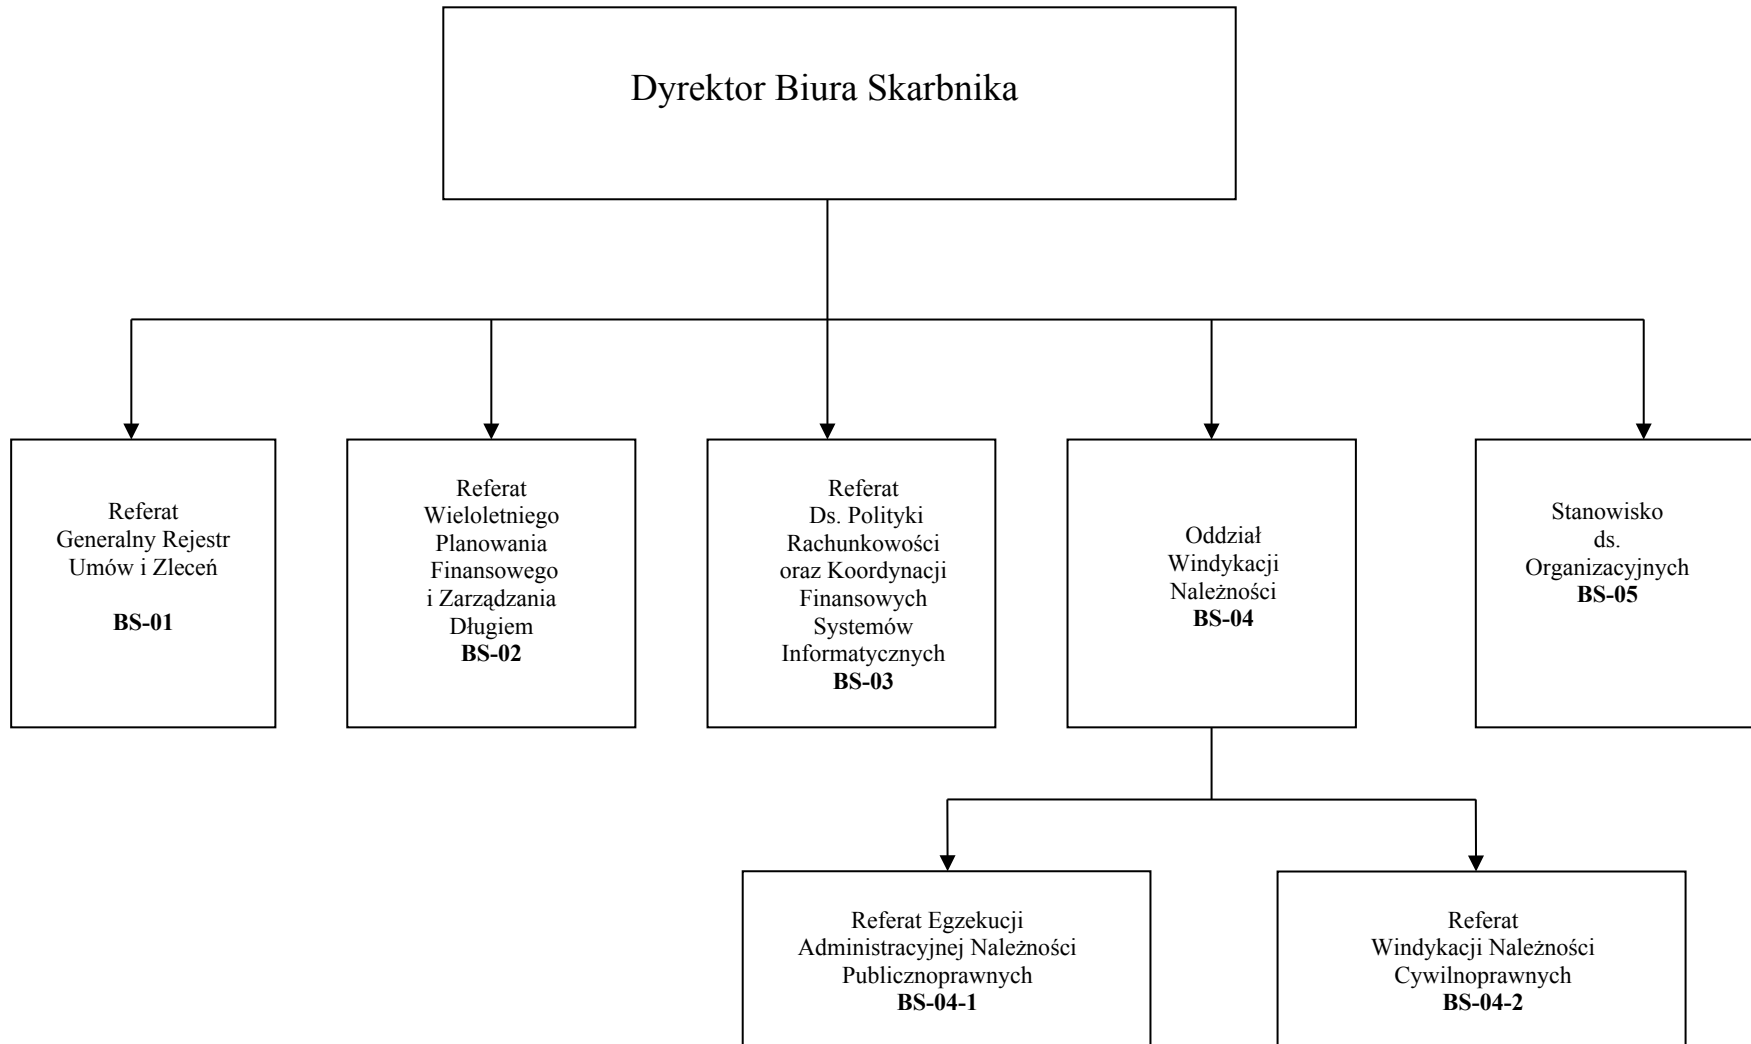 Dyrektor Biura Skarbnika
Referat
Generalny Rejestr
Umów i Zleceń
BS-01
Referat
Wieloletniego
Planowania
Finansowego
i Zarządzania
Długiem
BS-02
Referat
Ds. Polityki
Rachunkowości
oraz Koordynacji
Finansowych
Systemów
Informatycznych
BS-03
Oddział
Windykacji
Należności
BS-04
Stanowisko
ds.
Organizacyjnych
BS-05
Referat Egzekucji
Administracyjnej Należności
Publicznoprawnych
BS-04-1
Referat
Windykacji Należności
Cywilnoprawnych
BS-04-2